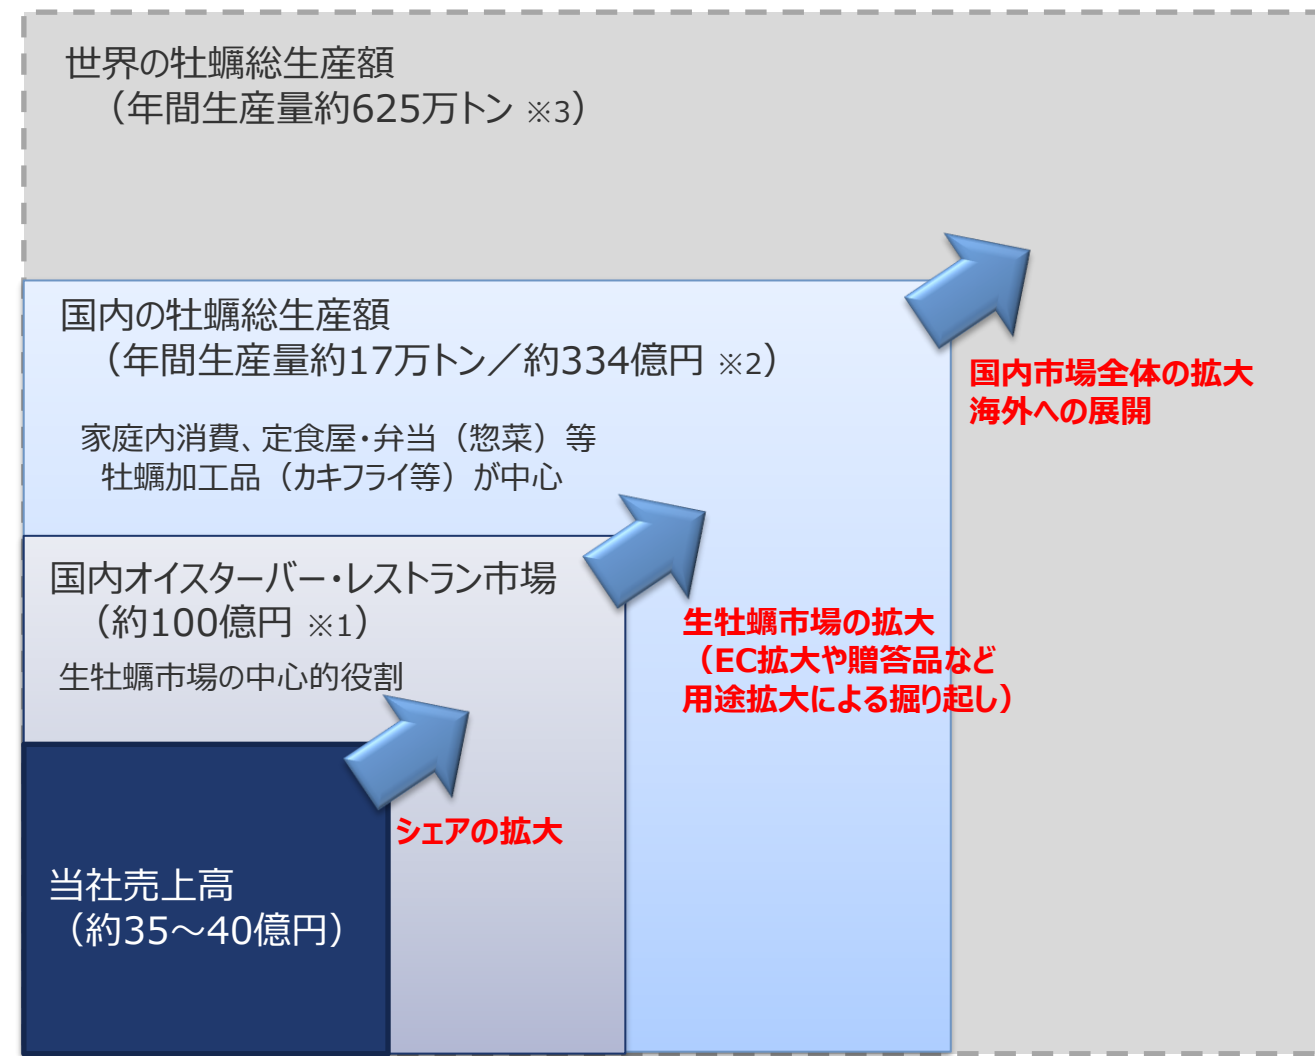 世界の牡蠣総生産額
（年間生産量約625万トン ※3）
国内の牡蠣総生産額
（年間生産量約17万トン／約334億円 ※2）
家庭内消費、定食屋・弁当（惣菜）等
牡蠣加工品（カキフライ等）が中心
国内市場全体の拡大
海外への展開
国内オイスターバー・レストラン市場
（約100億円 ※1）
生牡蠣市場の中心的役割
生牡蠣市場の拡大
（EC拡大や贈答品など
用途拡大による掘り起し）
シェアの拡大
当社売上高
（約35～40億円）